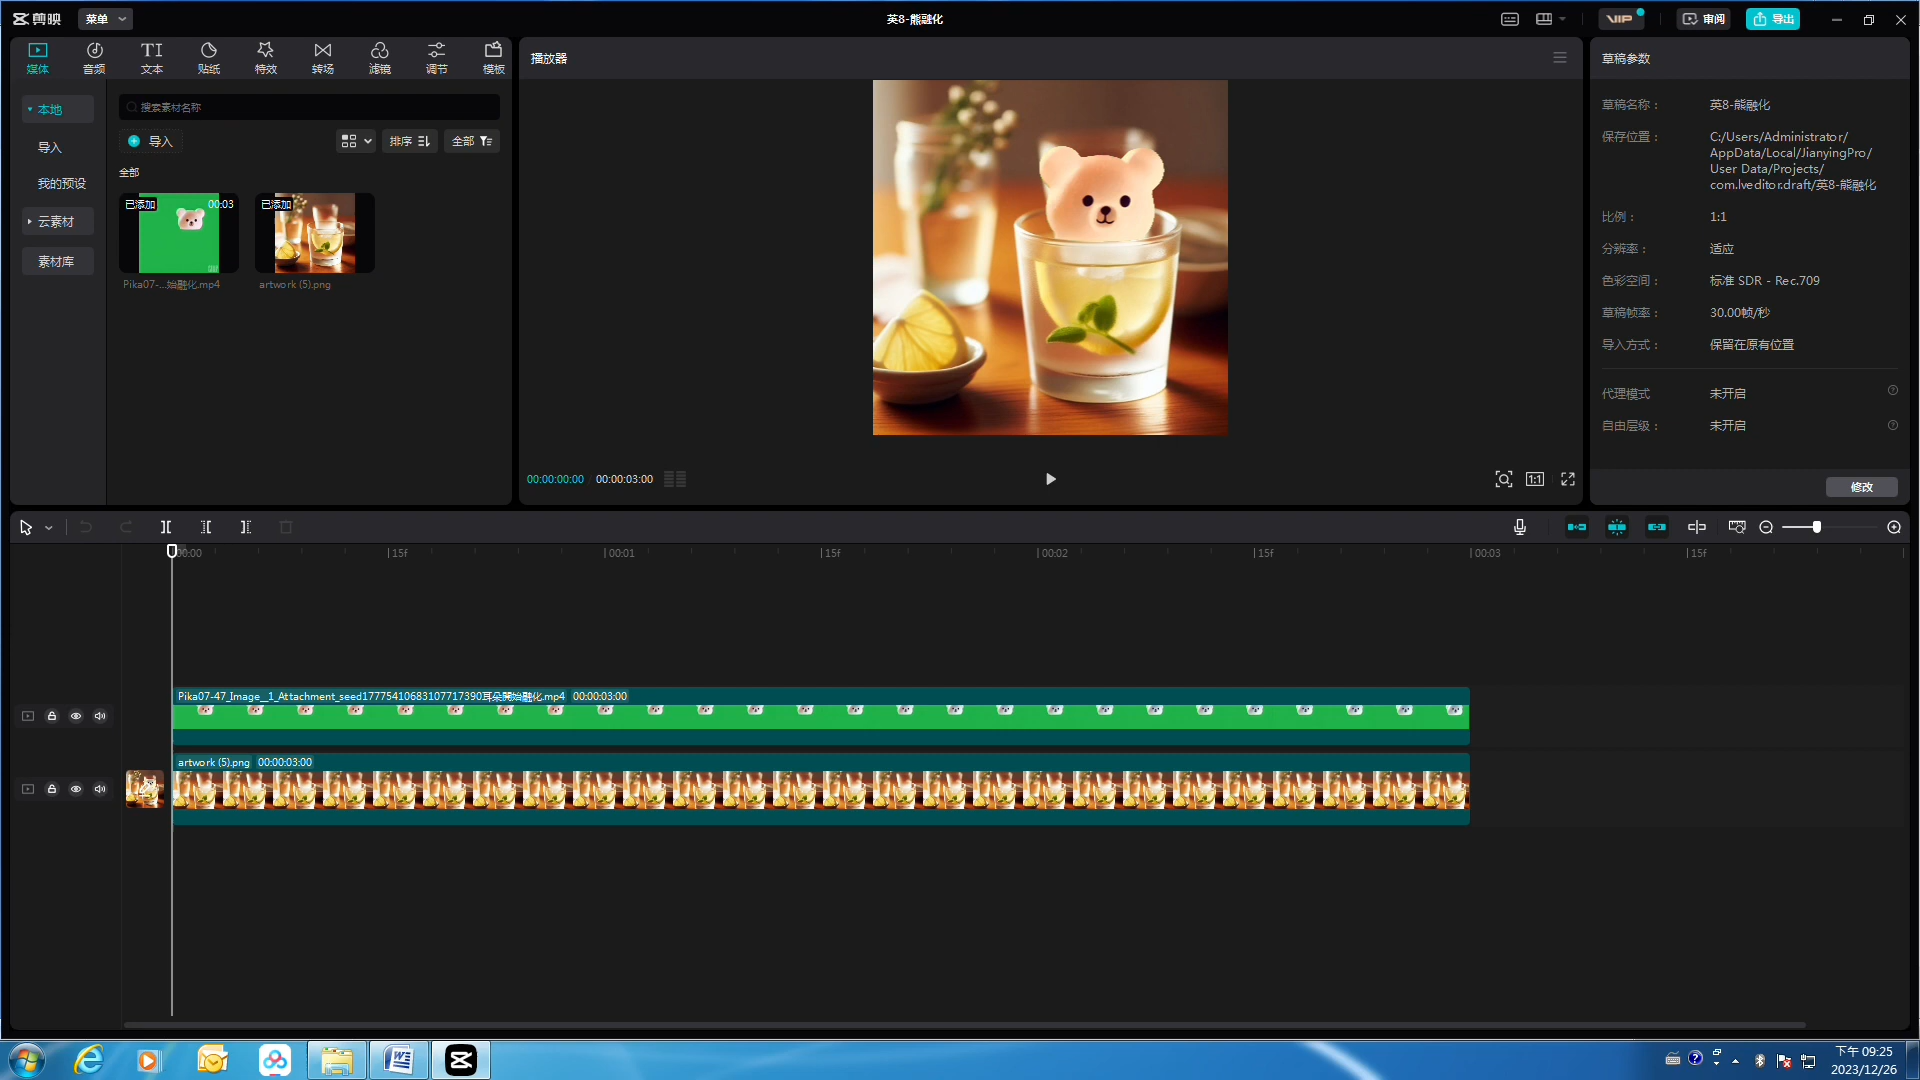 剪映
菜单
英8-熊融化
VIP
审阅
导出
媒体
音频
文本
贴纸
特效
转场
滤镜
调节
模板
播放器
草稿参数
本地
导入
我的预设
云素材
素材库
搜索素材名称
导入
排序
全部
全部
已添加
00:03
Pika07-...始融化.mp4
已添加
artwork (5).png
00:00:00:00
00:00:03:00
1:1
草稿名称：
英8-熊融化
保存位置：
C:/Users/Administrator/
AppData/Local/JianyingPro/
User Data/Projects/
com.lveditor.draft/英8-熊融化
比例：
1:1
分辨率：
适应
色彩空间：
标准 SDR - Rec.709
草稿帧率：
30.00帧/秒
导入方式：
保留在原有位置
代理模式
未开启
自由层级：
未开启
修改
00:00
15f
00:01
15f
00:02
15f
00:03
15f
Pika07-47_Image__1_Attachment_seed17775410683107717390耳朵開始融化.mp4 00:00:03:00
artwork (5).png 00:00:03:00
下午 09:25
2023/12/26